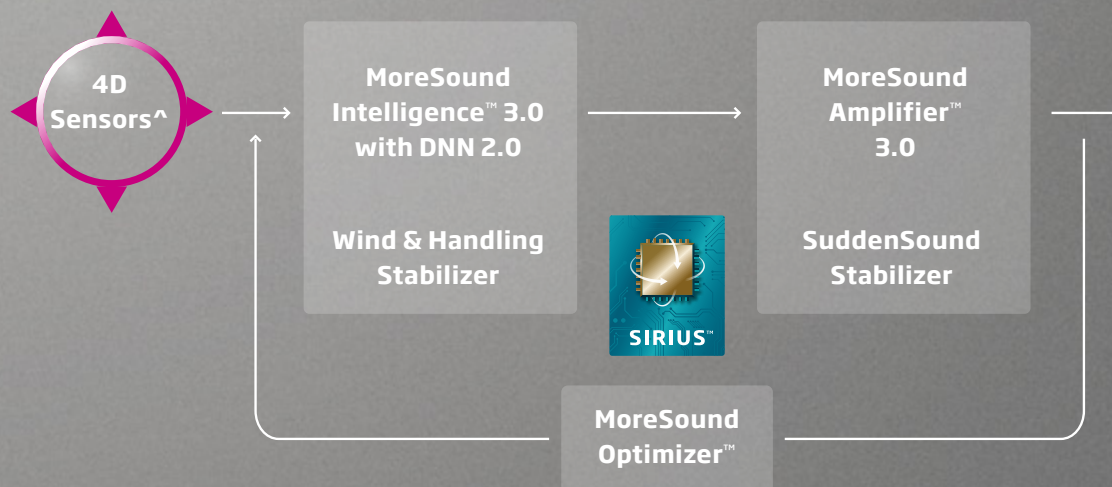 4D
Sensors^
MoreSound
Intelligence™ 3.0
with DNN 2.0
Wind & Handling
Stabilizer
MoreSound
Amplifier™
3.0
SuddenSound
Stabilizer
SIRIUS™
MoreSound
Optimizer™